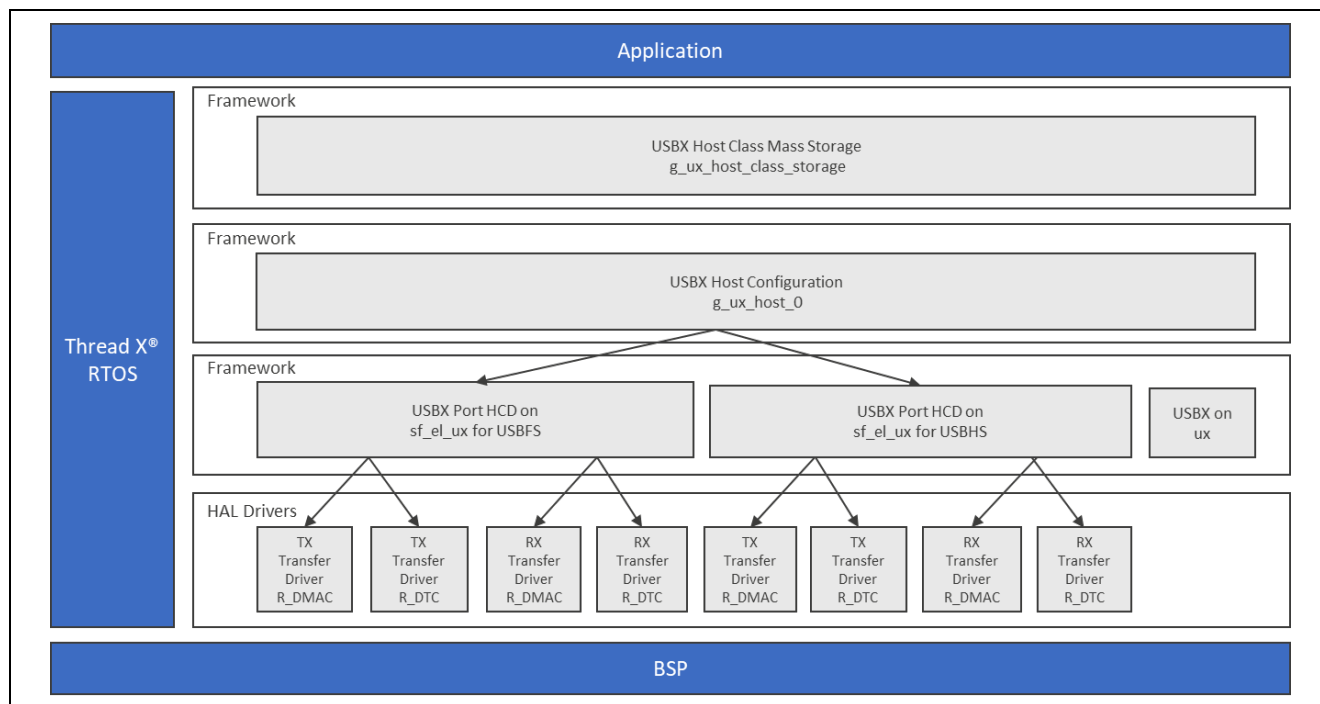 Application
Thread X®
RTOS
Framework
USBX Host Class Mass Storage
g_ux_host_class_storage
Framework
USBX Host Configuration
g_ux_host_0
Framework
USBX Port HCD on
sf_el_ux for USBFS
USBX Port HCD on
sf_el_ux for USBHS
USBX on
ux
HAL Drivers
TX
Transfer
Driver
R_DMAC
TX
Transfer
Driver
R_DTC
RX
Transfer
Driver
R_DMAC
RX
Transfer
Driver
R_DTC
TX
Transfer
Driver
R_DMAC
TX
Transfer
Driver
R_DTC
RX
Transfer
Driver
R_DMAC
RX
Transfer
Driver
R_DTC
BSP